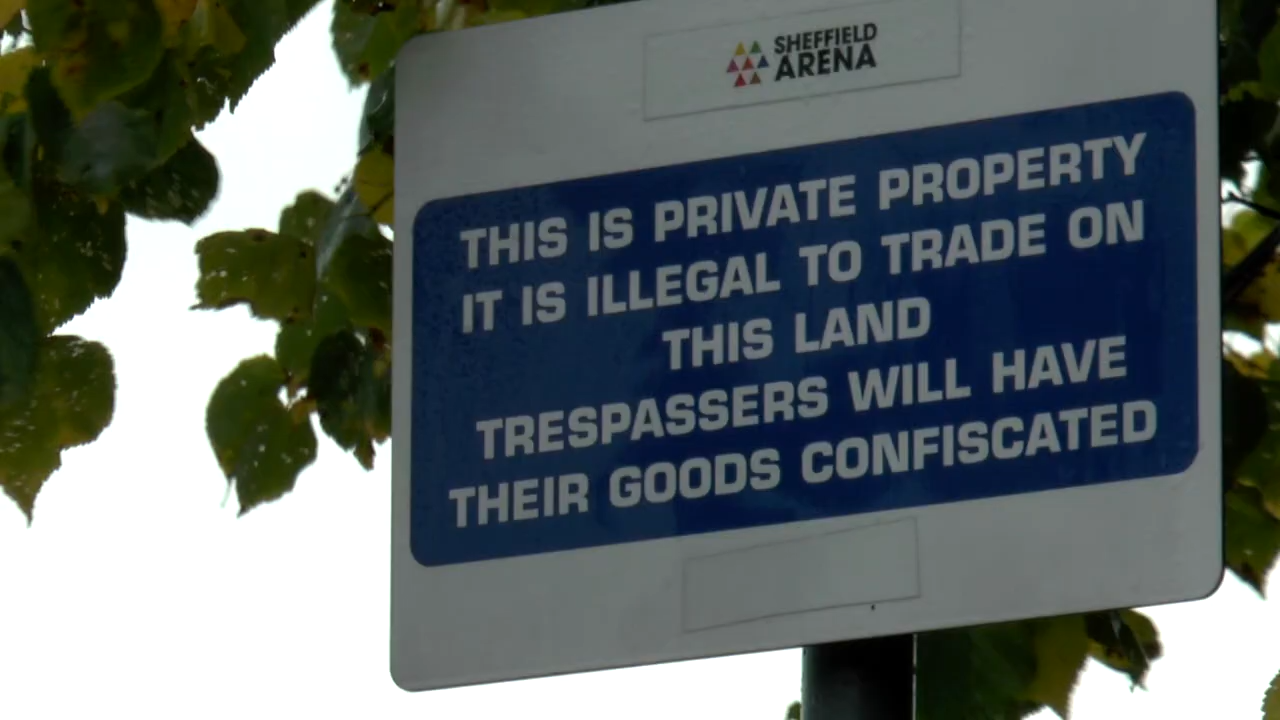 SHEFFIELD
ARENA
THIS IS PRIVATE PROPERTY
IT IS ILLEGAL TO TRADE ON
THIS LAND
TRESPASSERS WILL HAVE
THEIR GOODS CONFISCATED